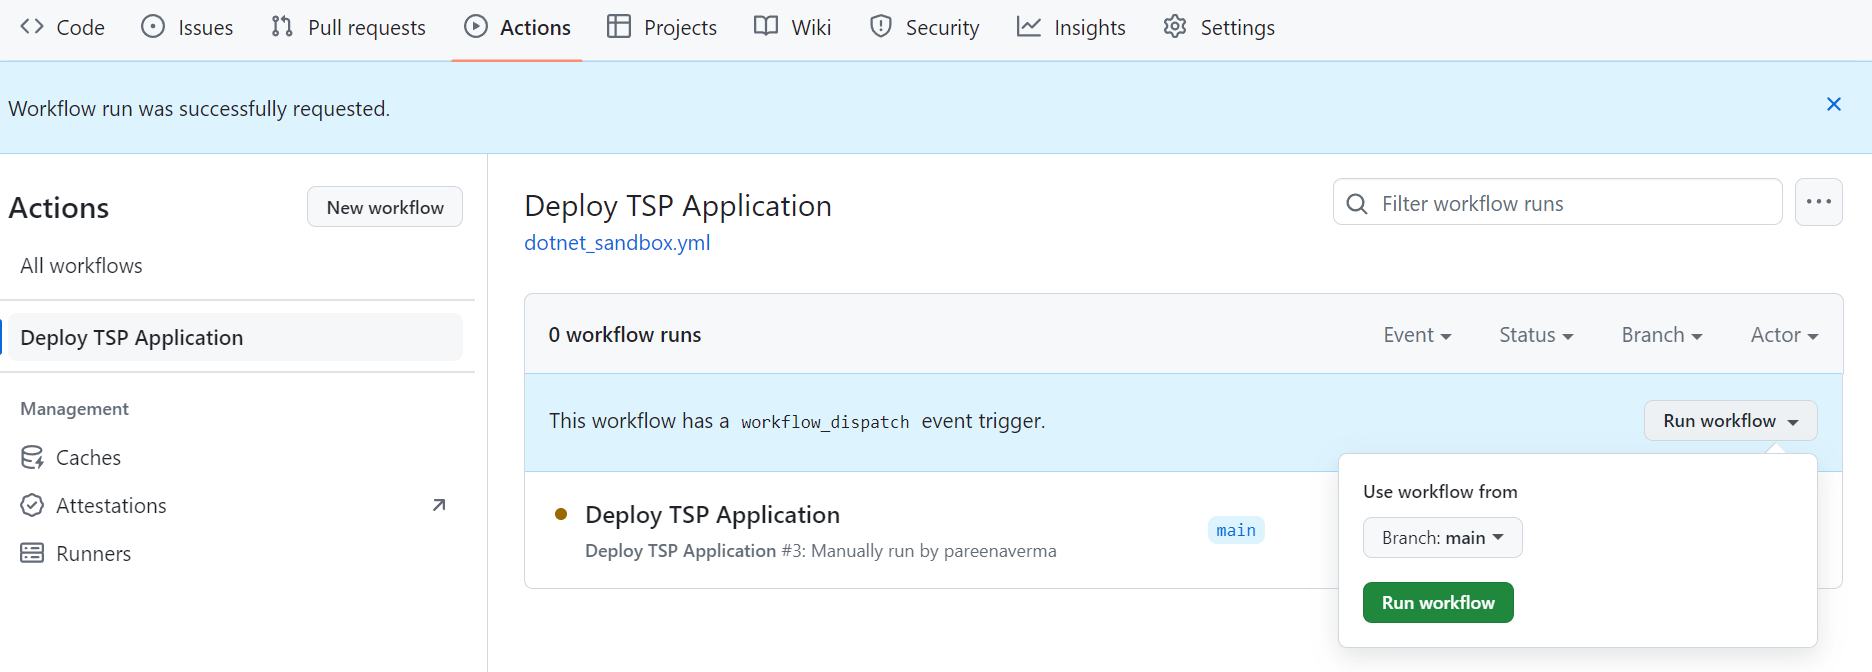 Code Issues Pull requests Actions Projects Wiki Security Insights Settings
Workflow run was successfully requested.
Actions
New workflow
All workflows
Deploy TSP Application
Management
Caches
Attestations
Runners
Deploy TSP Application
dotnet_sandbox.yml
Filter workflow runs
0 workflow runs
Event Status Branch Actor
This workflow has a workflow_dispatch event trigger.
Run workflow
Use workflow from
Branch: main
Run workflow
Deploy TSP Application
Deploy TSP Application #3: Manually run by pareenaverma
main